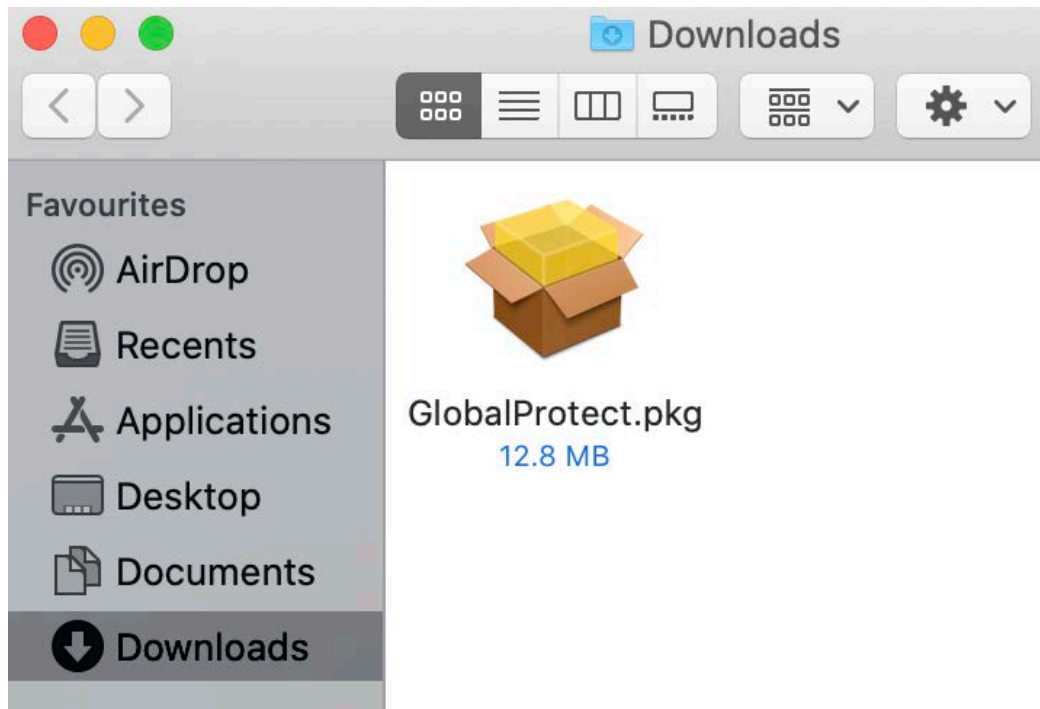 Downloads
Favourites
AirDrop
Recents
Applications
Desktop
Documents
Downloads
GlobalProtect.pkg
12.8 MB